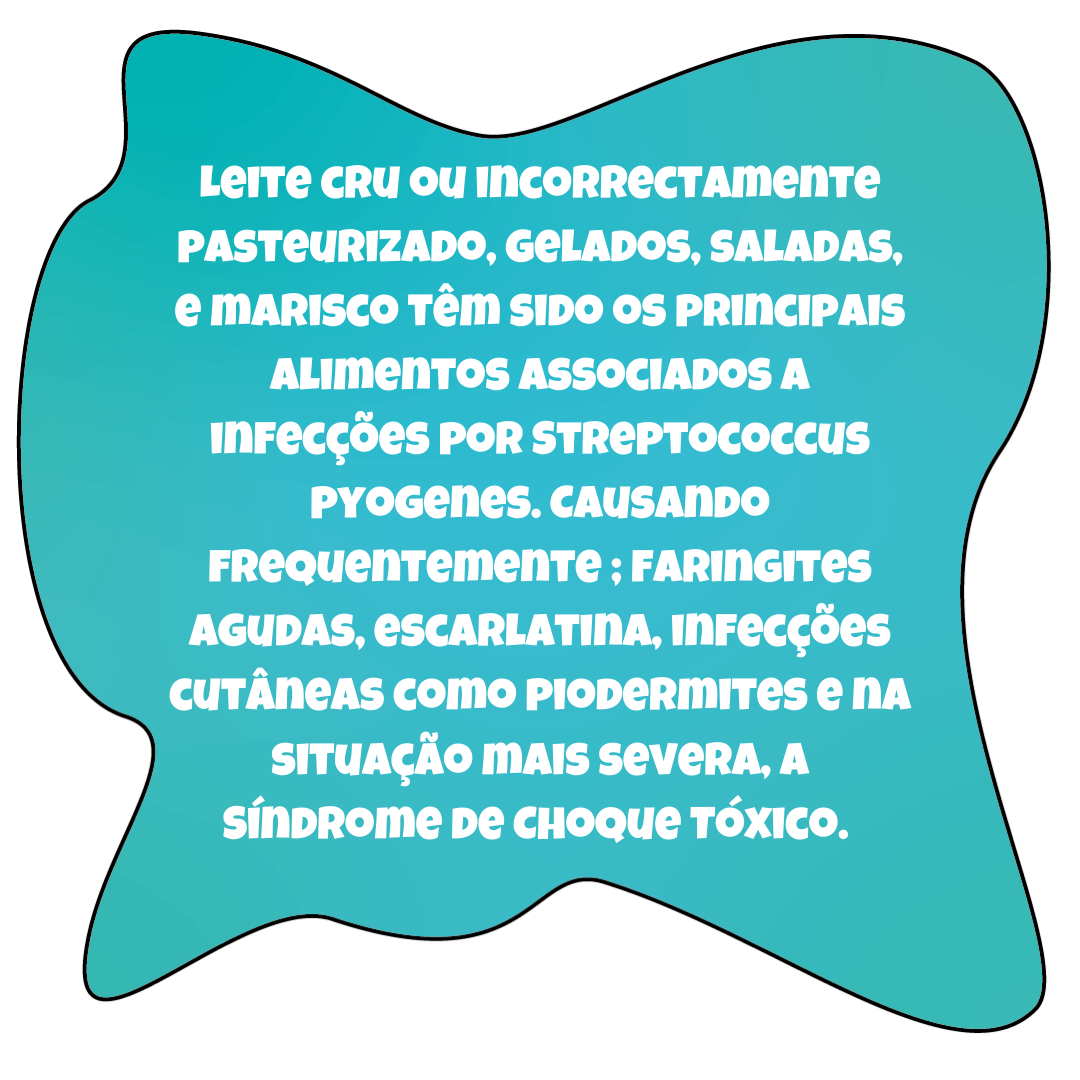 Leite cru ou incorrectamente
pasteurizado, gelados, saladas,
e marisco têm sido os principais
alimentos associados a
infecções por Streptococcus
pyogenes. Causando
frequentemente ; faringites
agudas, escarlatina, infecções
cutâneas como piodermites e na
situação mais severa, a
síndrome de choque tóxico.